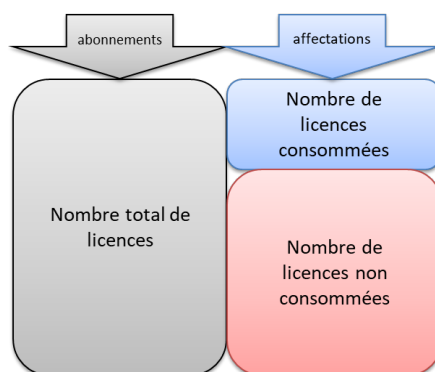 abonnements
affectations
Nombre total de
licences
Nombre de
licences
consommées
Nombre de
licences non
consommées